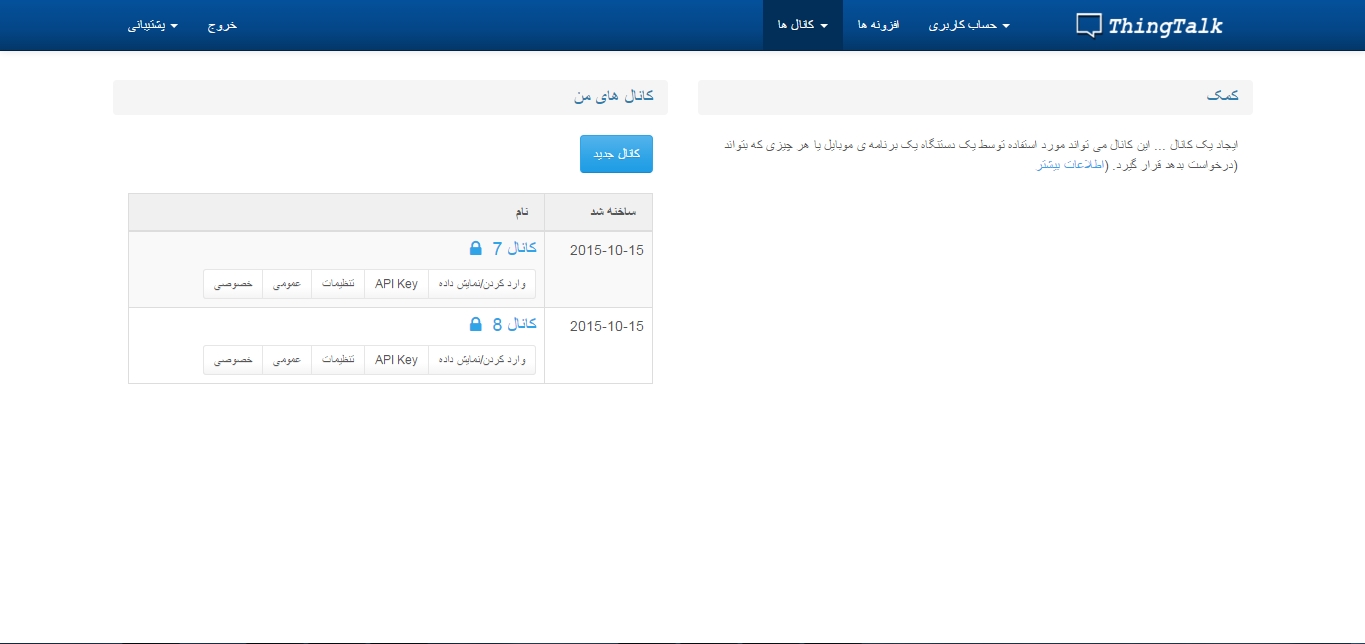 ThingTalk
حساب کاربری
افزونه ها
کانال ها
خروج
پشتیبانی
کمک
ایجاد یک کانال ... این کانال می تواند مورد استفاده توسط یک دستگاه یک برنامه ی موبایل یا هر چیزی که بتواند
(درخواست بدهد قرار گیرد. (اطلاعات بیشتر
کانال های من
کانال جدید
ساخته شد نام
2015-10-15 کانال 7
وارد کردن/نمایش داده API Key تنظیمات عمومی خصوصی
2015-10-15 کانال 8
وارد کردن/نمایش داده API Key تنظیمات عمومی خصوصی